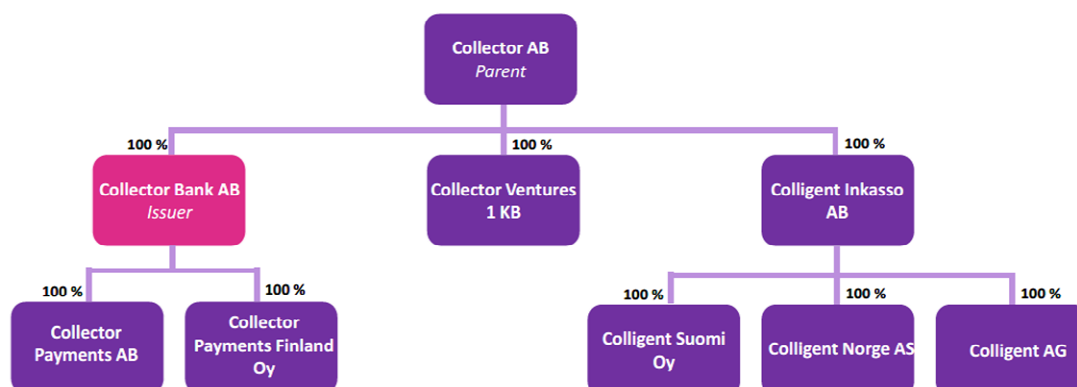 Collector AB
Parent
100 %
100 %
100 %
Collector Bank AB
Issuer
Collector Ventures
1 KB
Colligent Inkasso
AB
100 %
100 %
100 %
100 %
100 %
Collector
Payments AB
Collector
Payments Finland
Oy
Colligent Suomi
Oy
Colligent Norge AS
Colligent AG